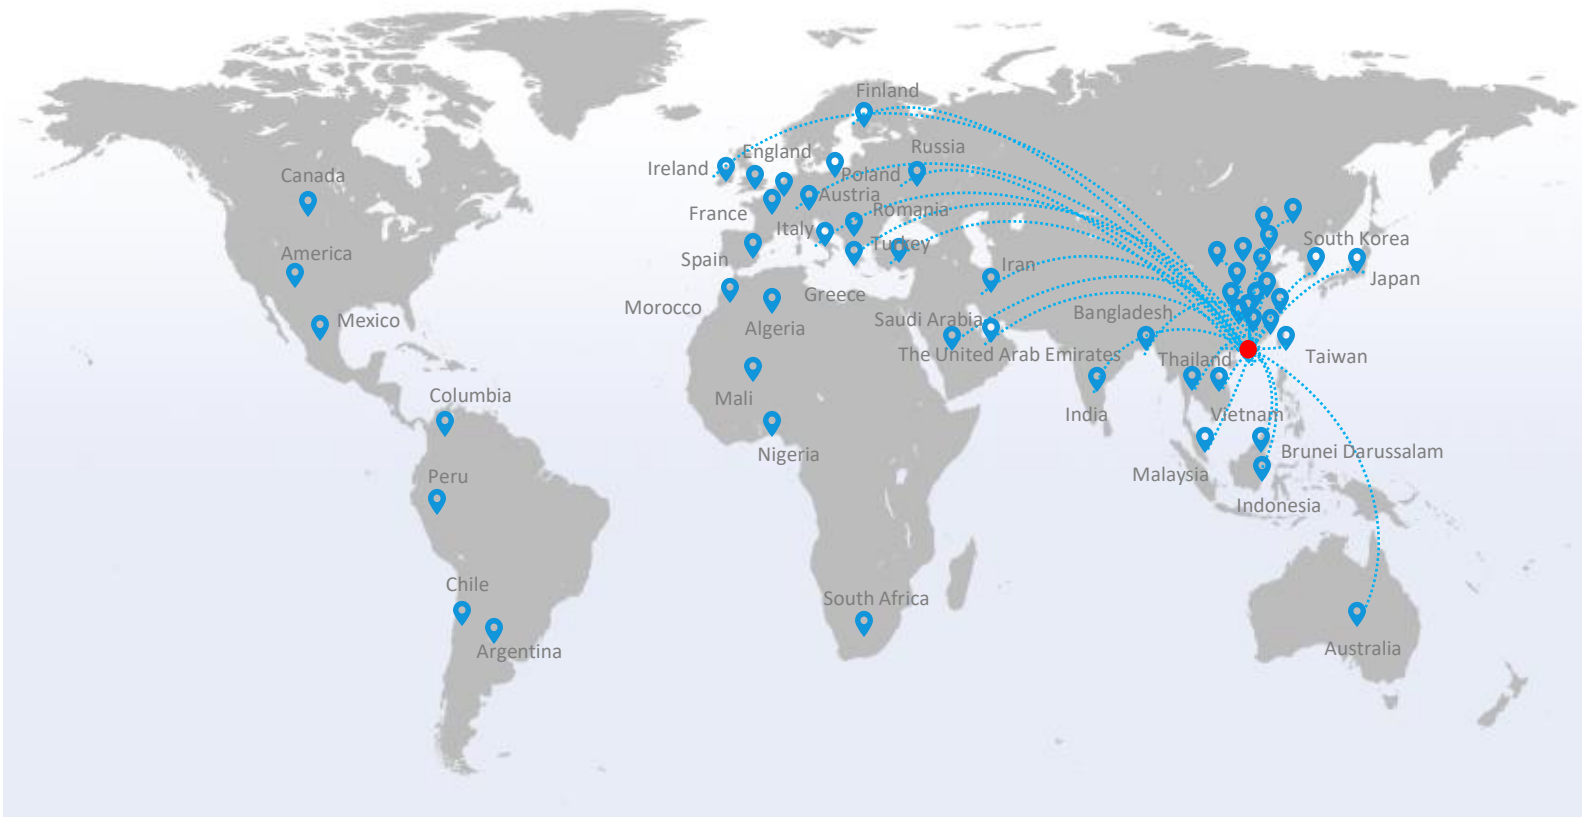 Finland
England
Russia
Ireland
Canada
Poland
Austria
France
Romania
Italy
South Korea
America
Turkey
Spain
Iran
Japan
Greece
Morocco
Bangladesh
Mexico
Saudi Arabia
Algeria
The United Arab Emirates
Thailand
Taiwan
Columbia
Mali
India
Vietnam
Nigeria
Brunei Darussalam
Peru
Malaysia
Indonesia
Chile
South Africa
Argentina
Australia